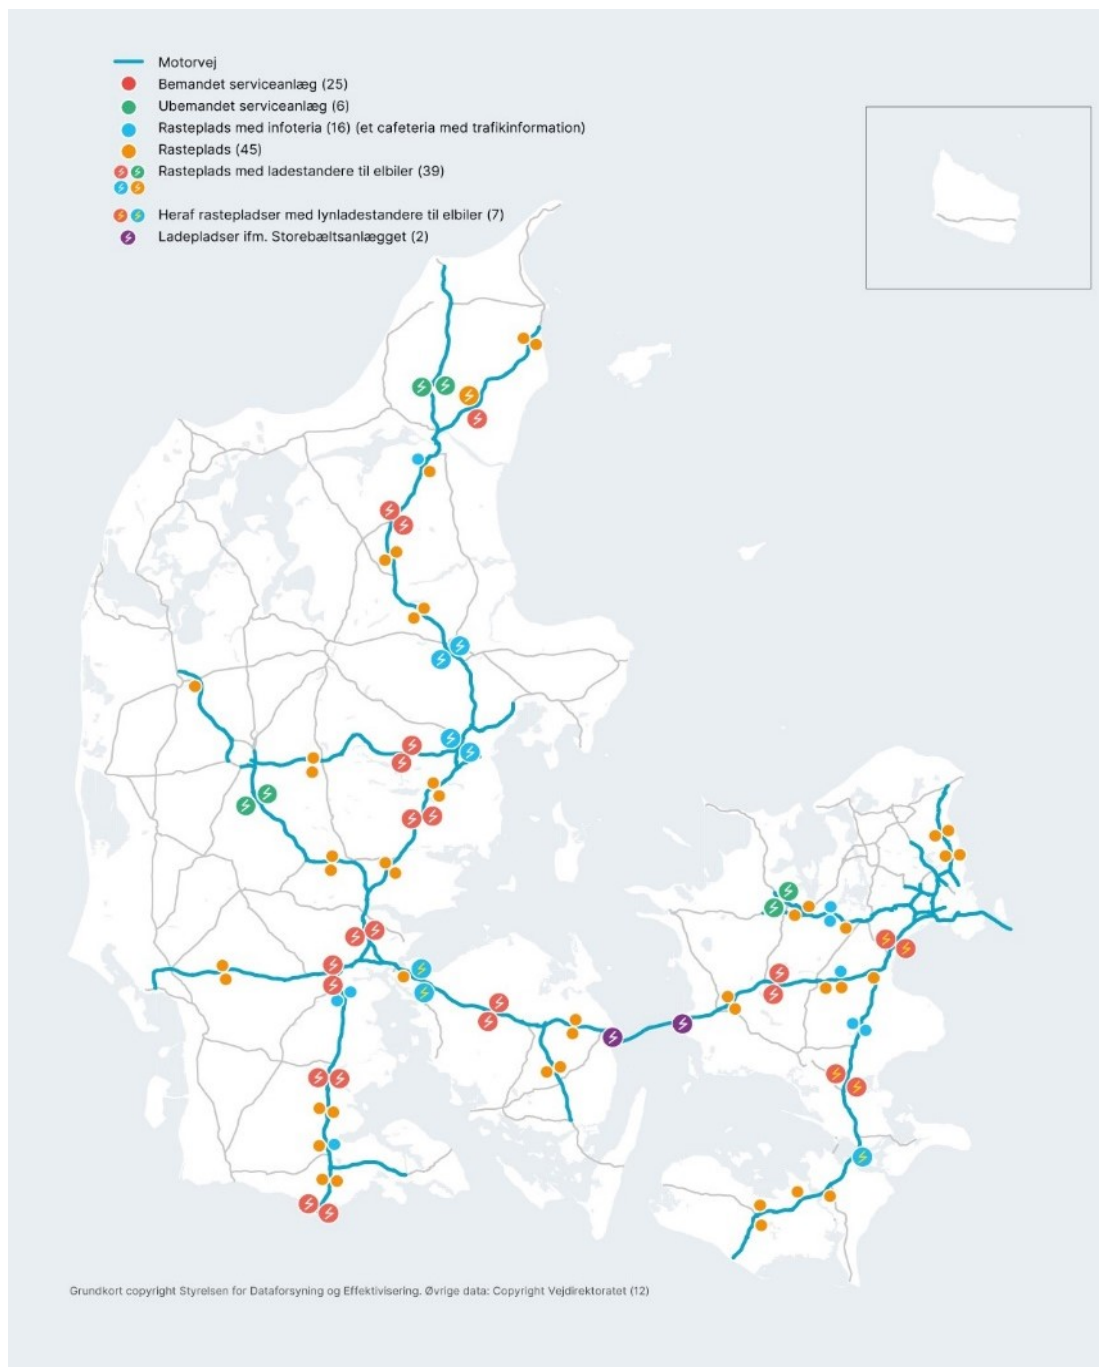 Motorvej
Bemandet serviceanlæg (25)
Ubemandet serviceanlæg (6)
Rasteplads med infoteria (16) (et cafeteria med trafikinformation)
Rasteplads (45)
Rasteplads med ladestandere til elbiler (39)
Heraf rastepladser med lynladestandere til elbiler (7)
Ladepladser ifm. Storebæltsanlægget (2)
Grundkort copyright Styrelsen for Dataforsyning og Effektivisering. Øvrige data: Copyright Vejdirektoratet (12)